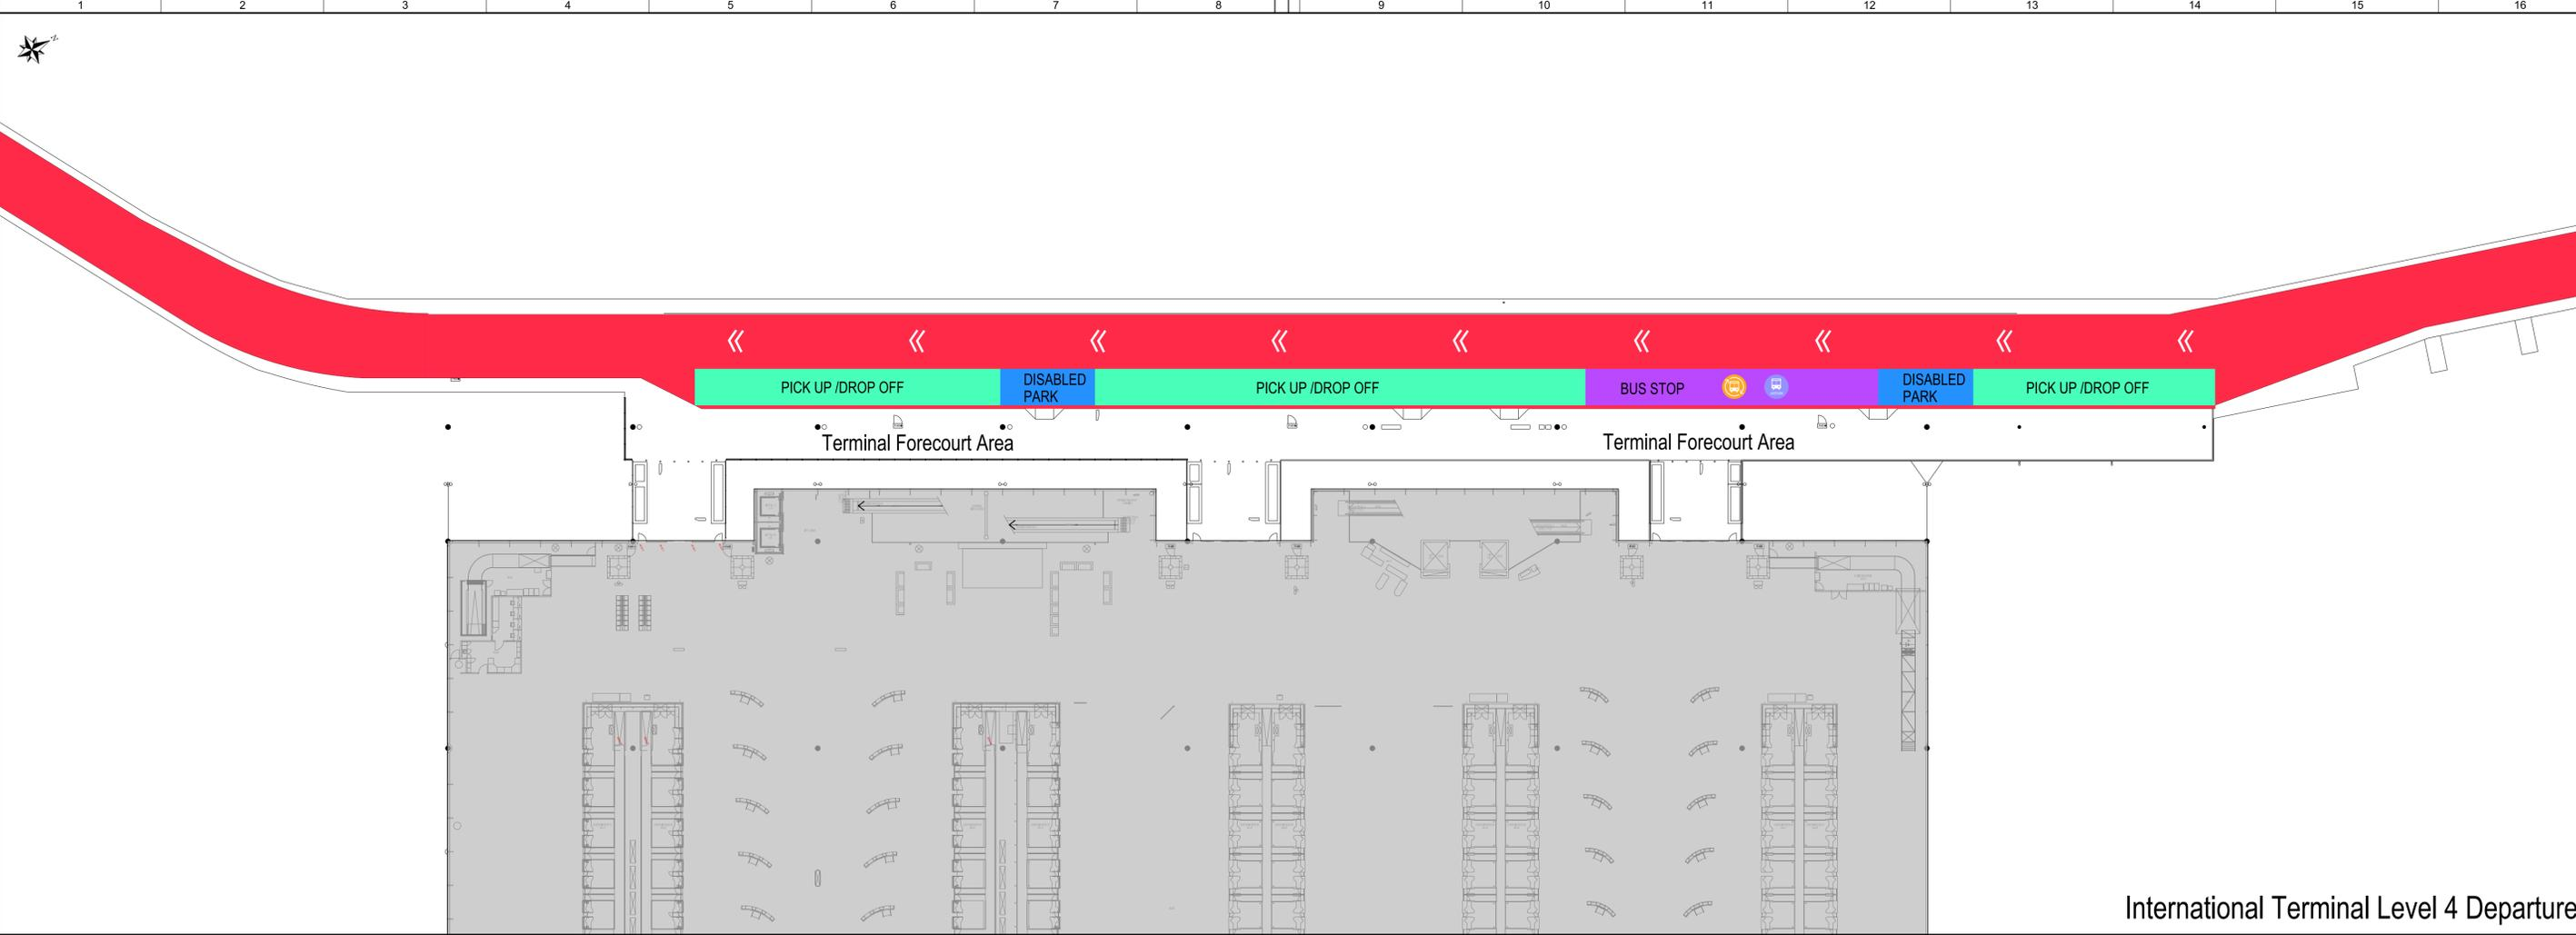 1 2 3 4 5 6 7 8 9 10 11 12 13 14 15 16
PICK UP /DROP OFF
DISABLED
PARK
PICK UP /DROP OFF
BUS STOP
DISABLED
PARK
PICK UP /DROP OFF
Terminal Forecourt Area
Terminal Forecourt Area
International Terminal Level 4 Departure